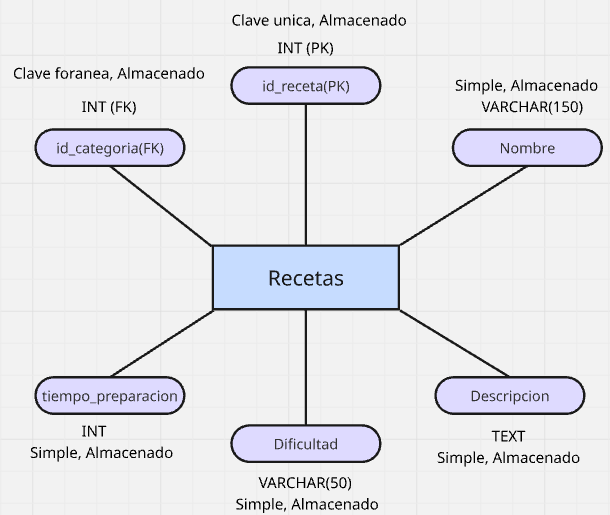 Clave unica, Almacenado
INT (PK)
id_receta(PK)
Clave foranea, Almacenado
INT (FK)
id_categoria(FK)
Simple, Almacenado
VARCHAR(150)
Nombre
Recetas
tiempo_preparacion
INT
Simple, Almacenado
Dificultad
VARCHAR(50)
Simple, Almacenado
Descripcion
TEXT
Simple, Almacenado